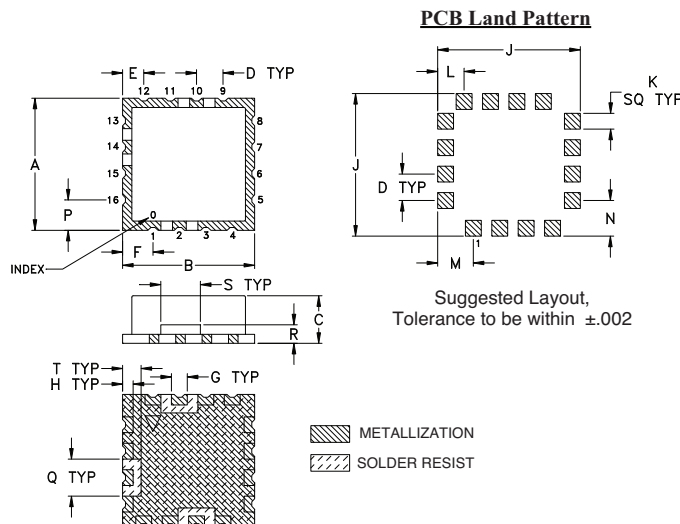 PCB Land Pattern
E
D TYP
12 11 10 9
13
14
15
16
8
7
6
5
A
P
0
1 2 3 4
F
INDEX
B
J
L
K
SQ TYP
J
D TYP
N
1
M
Suggested Layout,
Tolerance to be within ±.002
S TYP
C
R
T TYP
H TYP
G TYP
Q TYP
METALLIZATION
SOLDER RESIST